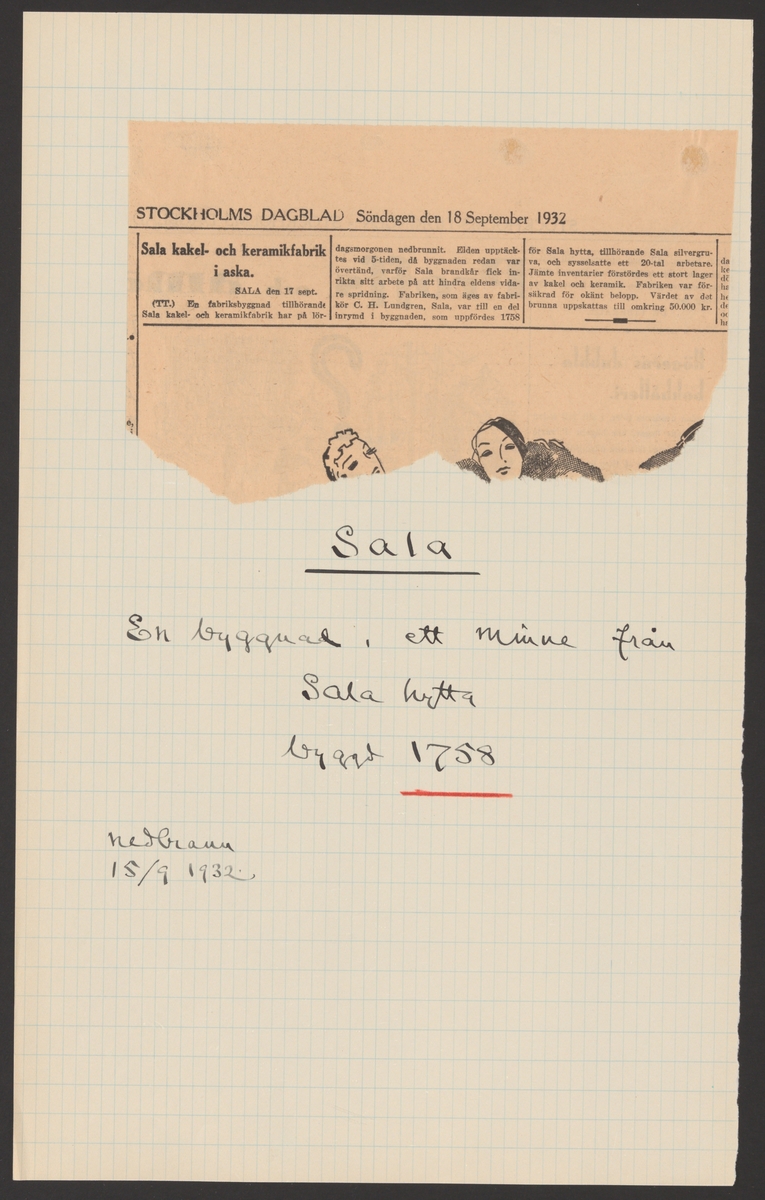 STOCKHOLMS DAGBLAD Söndagen den 18 September 1932
Sala kakel- och keramikfabrik
i aska.
SALA den 17 sept.
(TT.) En fabriksbyggnad tillhörande
Sala kakel- och keramikfabrik har på lör-
dagsmorgonen nedbrunnit. Elden upptäck-
tes vid 5-tiden, då byggnaden redan var
övertänd, varför Sala brandkår fick in-
rikta sitt arbete på att hindra eldens vida-
re spridning. Fabriken, som äges av fabri-
kör C. H. Lundgren, Sala, var till en del
inrymd i byggnaden, som uppfördes 1758
för Sala hytta, tillhörande Sala silvergru-
va, och sysselsatte ett 20-tal arbetare.
Jämte inventarier förstördes ett stort lager
av kakel och keramik. Fabriken var för-
säkrad för okänt belopp. Värdet av det
brunna uppskattas till omkring 50.000 kr.
Sala
En byggnad, ett minne från
Sala hytta
byggd 1758
nedbrann
15/9 1932.